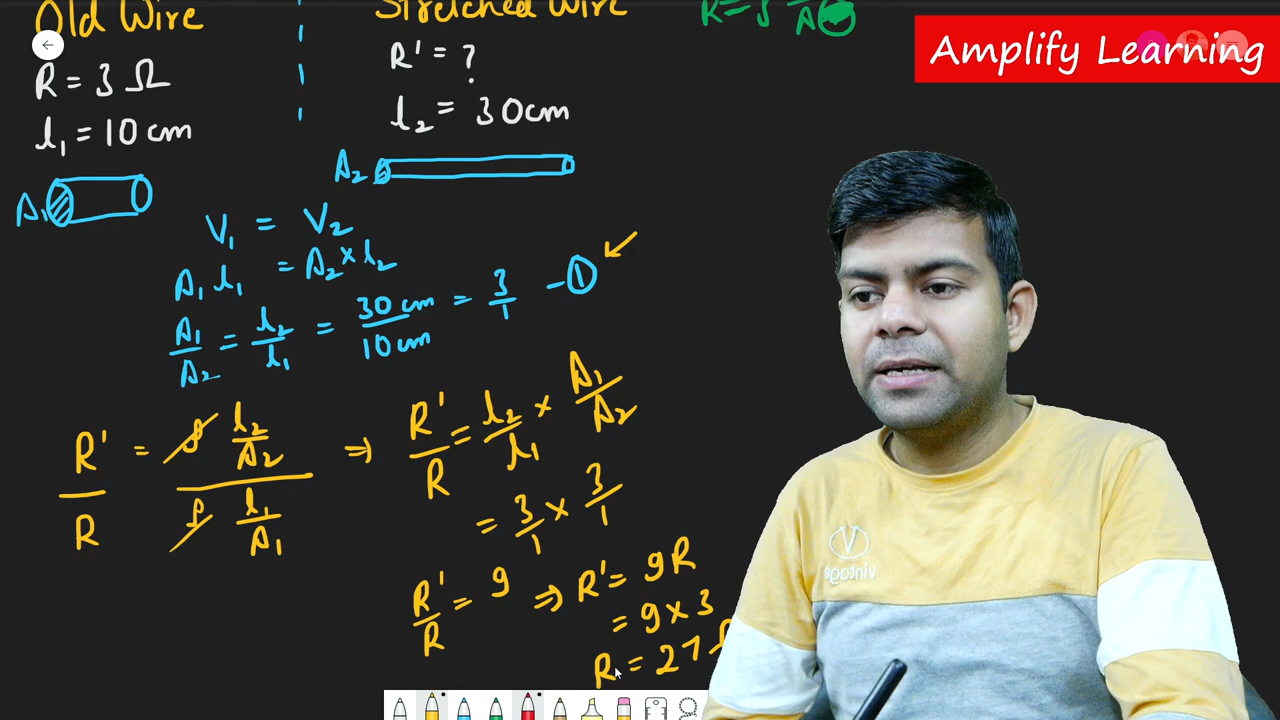 Old Wire
Stretched Wire
Amplify Learning
R = 3 Ω
l₁ = 10 cm
R' = ?
l₂ = 30cm
A₁
A₂
V₁ = V₂
A₁ l₁ = A₂ × l₂
A₁/A₂ = l₂/l₁ = 30 cm/10 cm = 3/1 - ①
R'/R = (ρ l₂/A₂)/(ρ l₁/A₁) ⇒ R'/R = l₂/l₁ × A₁/A₂
= 3/1 × 3/1
R'/R = 9 ⇒ R' = 9R
= 9 × 3
R = 27 Ω
vintage